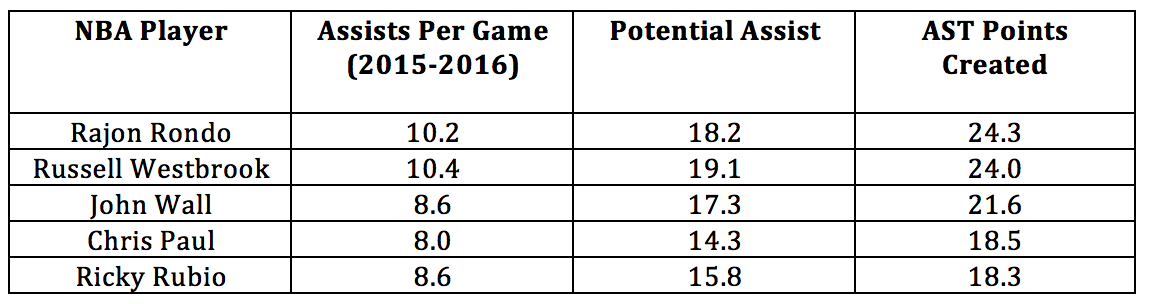 NBA Player Assists Per Game Potential Assist AST Points
(2015-2016) Created
Rajon Rondo 10.2 18.2 24.3
Russell Westbrook 10.4 19.1 24.0
John Wall 8.6 17.3 21.6
Chris Paul 8.0 14.3 18.5
Ricky Rubio 8.6 15.8 18.3